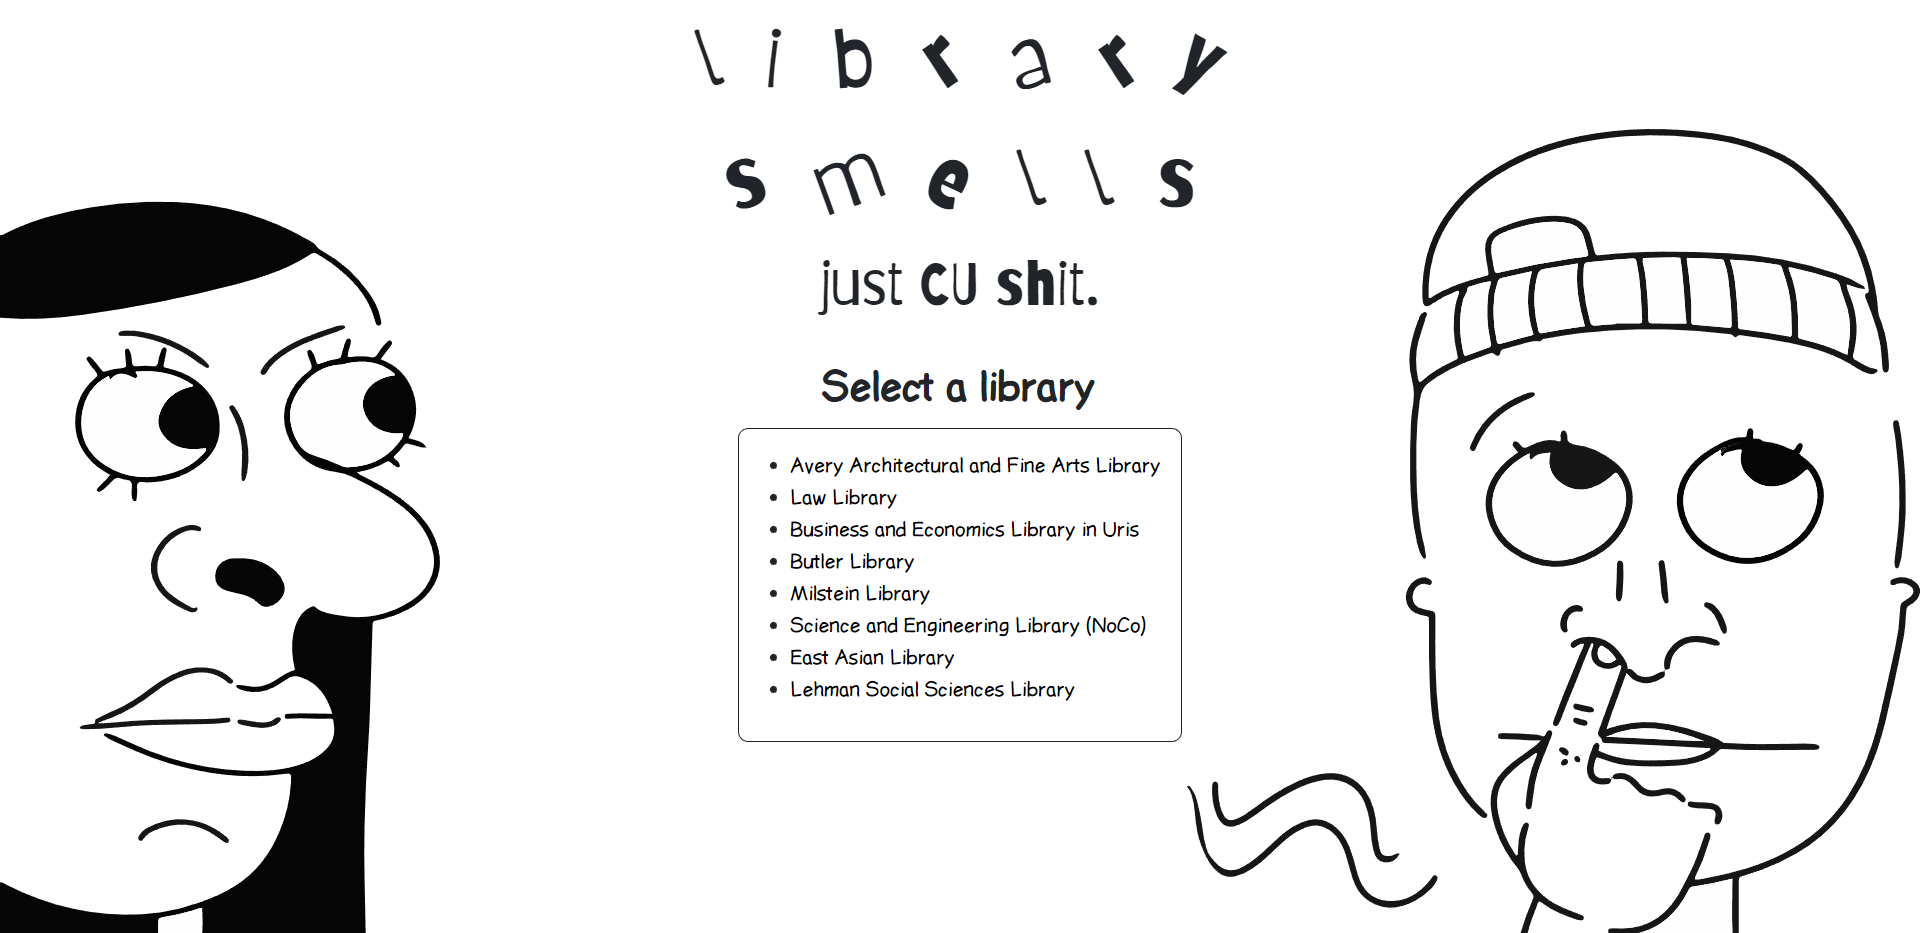 library
smells
just CU shit.
Select a library
Avery Architectural and Fine Arts Library
Law Library
Business and Economics Library in Uris
Butler Library
Milstein Library
Science and Engineering Library (NoCo)
East Asian Library
Lehman Social Sciences Library